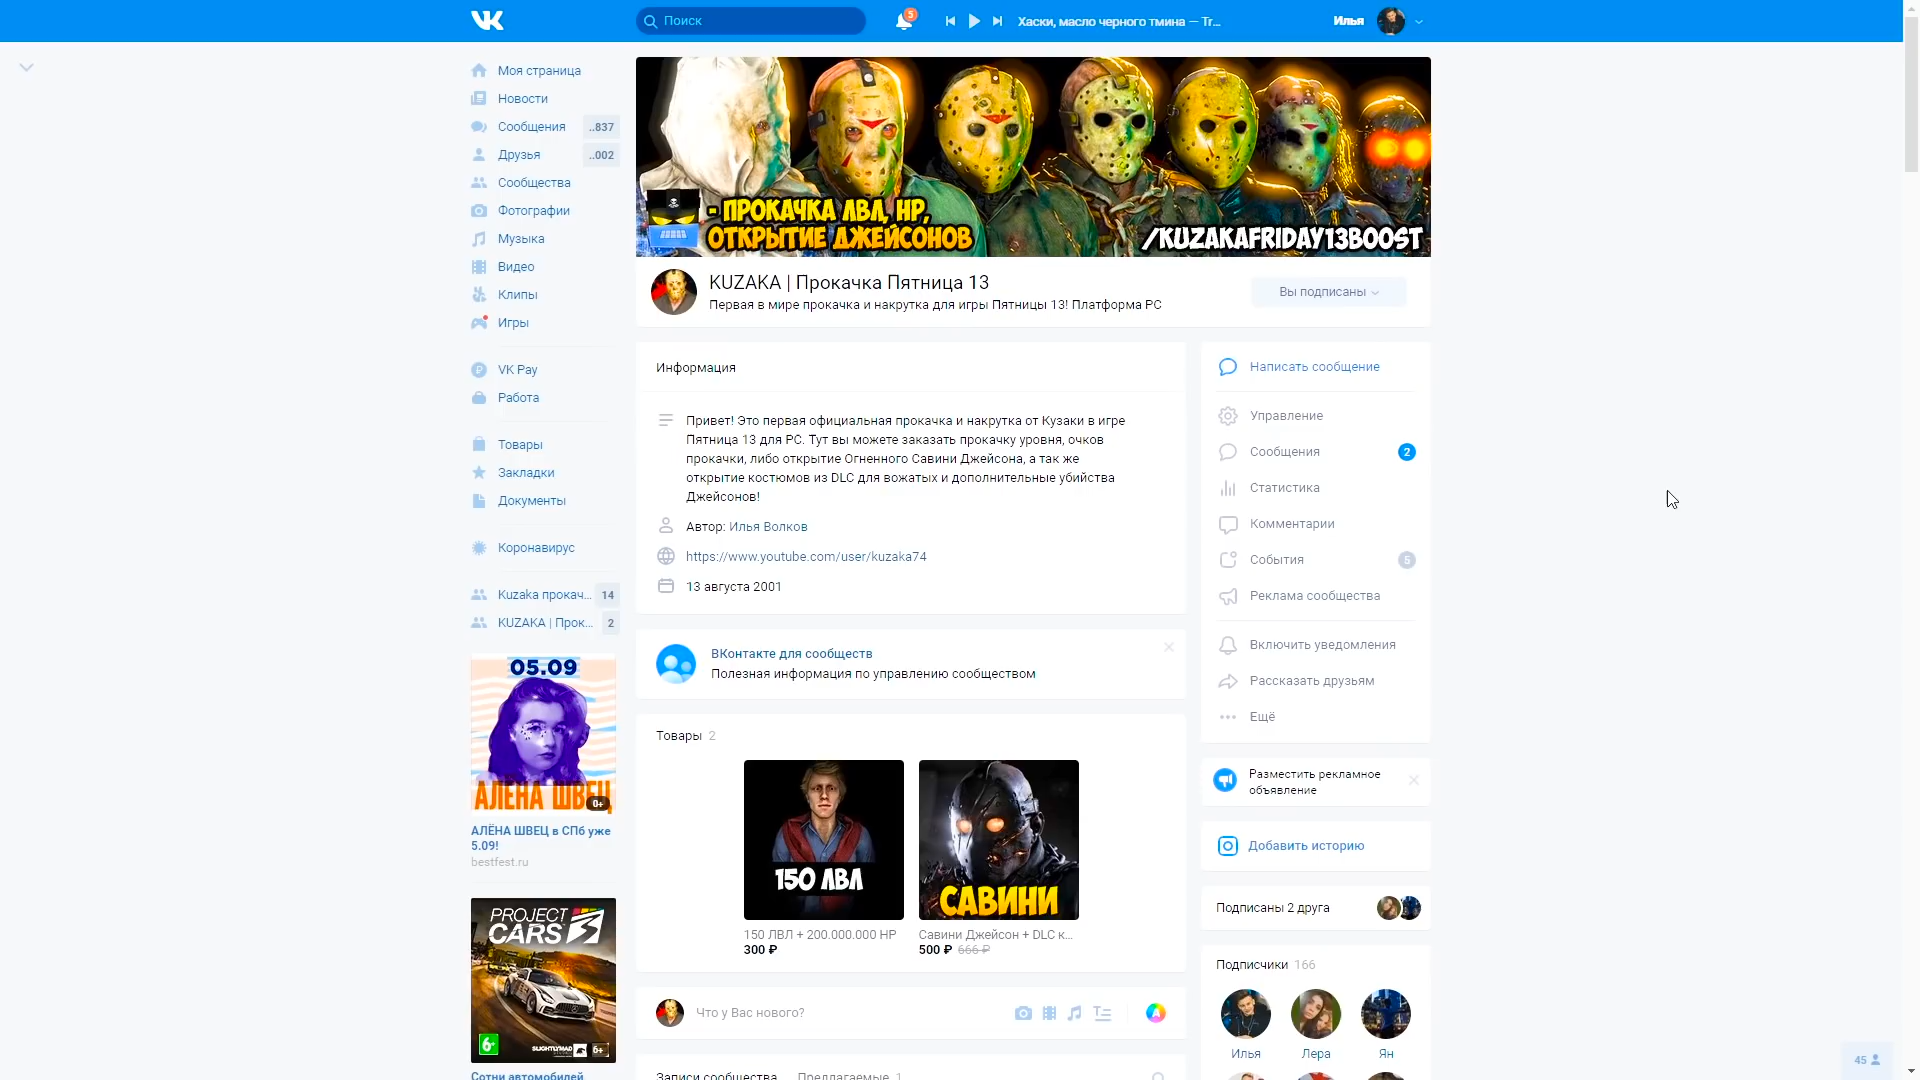 Поиск
5
Хаски, масло черного тмина — Tr...
Илья
Моя страница
Новости
Сообщения ..837
Друзья ..002
Сообщества
Фотографии
Музыка
Видео
Клипы
Игры
VK Pay
Работа
Товары
Закладки
Документы
Коронавирус
Kuzaka прокач... 14
KUZAKA | Прок... 2
05.09
АЛЁНА ШВЕЦ
0+
АЛЁНА ШВЕЦ в СПб уже
5.09!
bestfest.ru
PROJECT
CARS 3
6+
SLIGHTLYMAD
6+
Сотни автомобилей
- ПРОКАЧКА ЛВЛ, HP,
ОТКРЫТИЕ ДЖЕЙСОНОВ
/KUZAKAFRIDAY13BOOST
KUZAKA | Прокачка Пятница 13
Первая в мире прокачка и накрутка для игры Пятницы 13! Платформа PC
Вы подписаны
Информация
Привет! Это первая официальная прокачка и накрутка от Кузаки в игре
Пятница 13 для PC. Тут вы можете заказать прокачку уровня, очков
прокачки, либо открытие Огненного Савини Джейсона, а так же
открытие костюмов из DLC для вожатых и дополнительные убийства
Джейсонов!
Автор: Илья Волков
https://www.youtube.com/user/kuzaka74
13 августа 2001
ВКонтакте для сообществ
Полезная информация по управлению сообществом
Товары 2
150 ЛВЛ
САВИНИ
150 ЛВЛ + 200.000.000 HP
300 ₽
Савини Джейсон + DLC к...
500 ₽ 666 ₽
Что у Вас нового?
Записи сообщества Предлагаемые 1
Написать сообщение
Управление
Сообщения 2
Статистика
Комментарии
События 5
Реклама сообщества
Включить уведомления
Рассказать друзьям
Ещё
Разместить рекламное
объявление
Добавить историю
Подписаны 2 друга
Подписчики 166
Илья Лера Ян
45